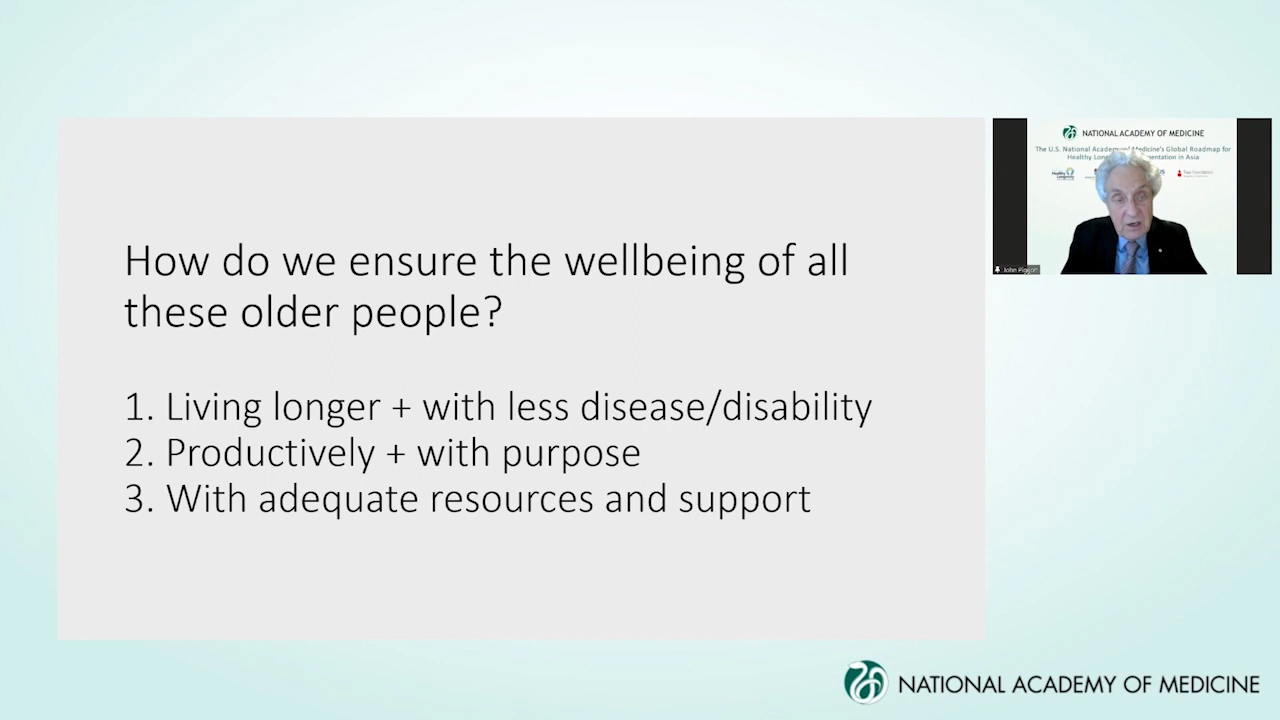 How do we ensure the wellbeing of all
these older people?
1. Living longer + with less disease/disability
2. Productively + with purpose
3. With adequate resources and support
NATIONAL ACADEMY OF MEDICINE
The U.S. National Academy of Medicine's Global Roadmap for
Healthy in Asia
John
NATIONAL ACADEMY OF MEDICINE